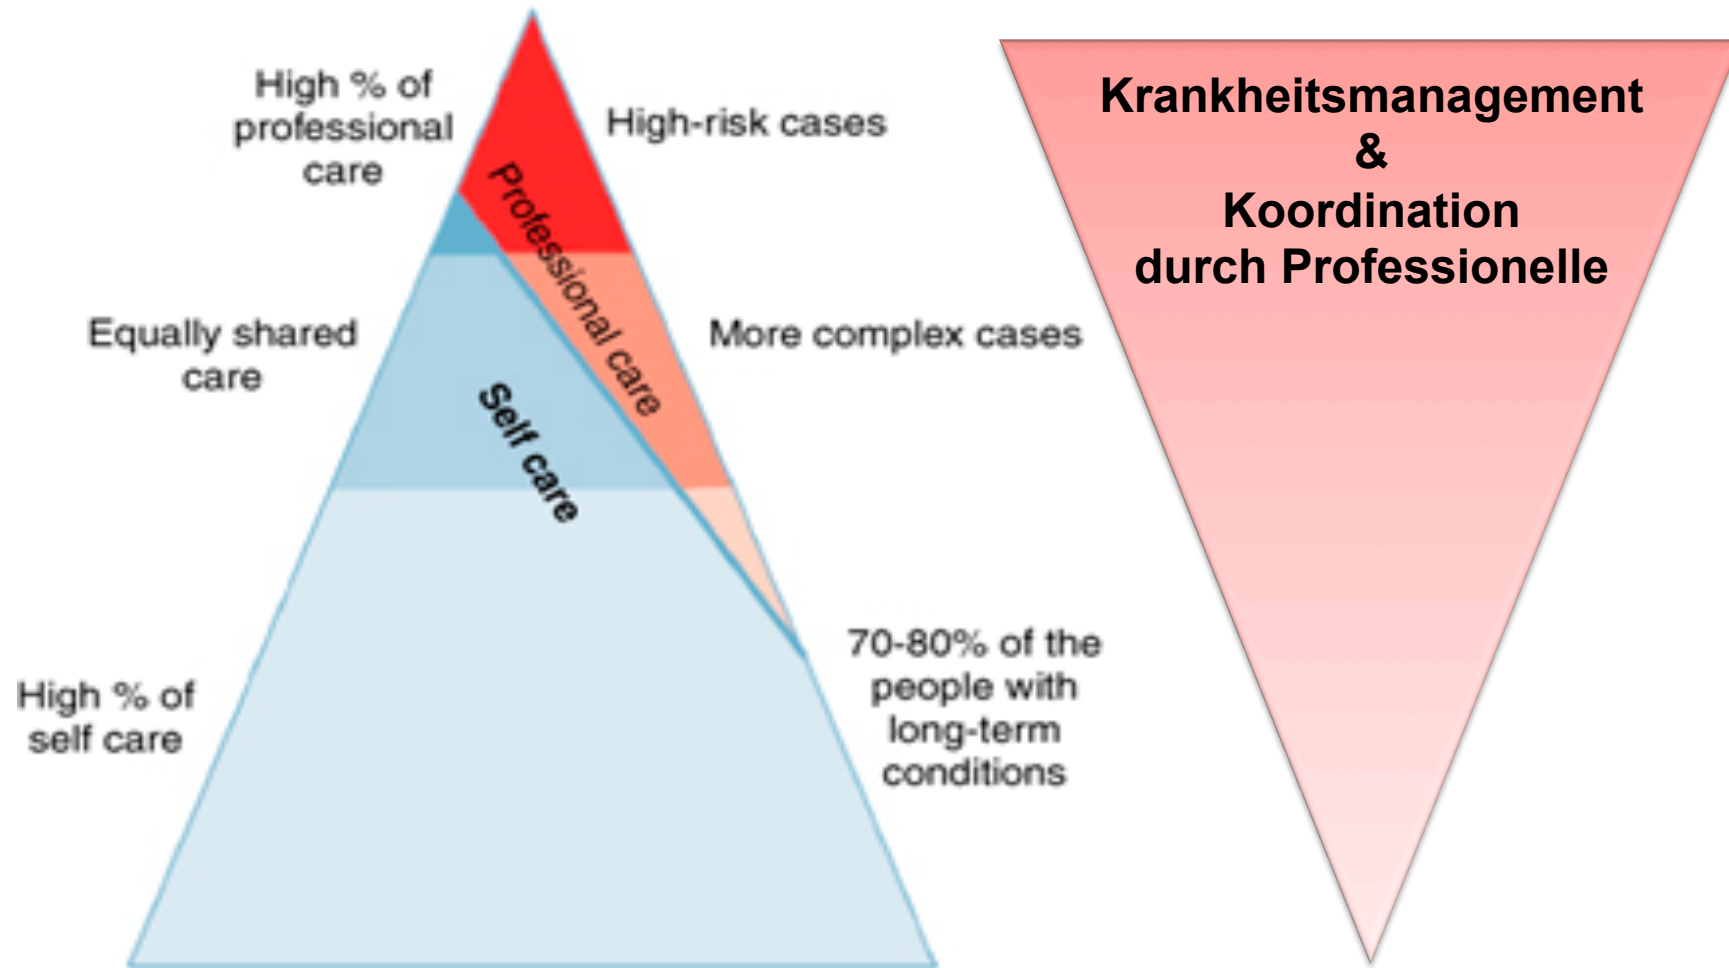 High % of
professional
care
High-risk cases
Professional care
Equally shared
care
More complex cases
Self care
High % of
self care
70-80% of the
people with
long-term
conditions
Krankheitsmanagement
&
Koordination
durch Professionelle